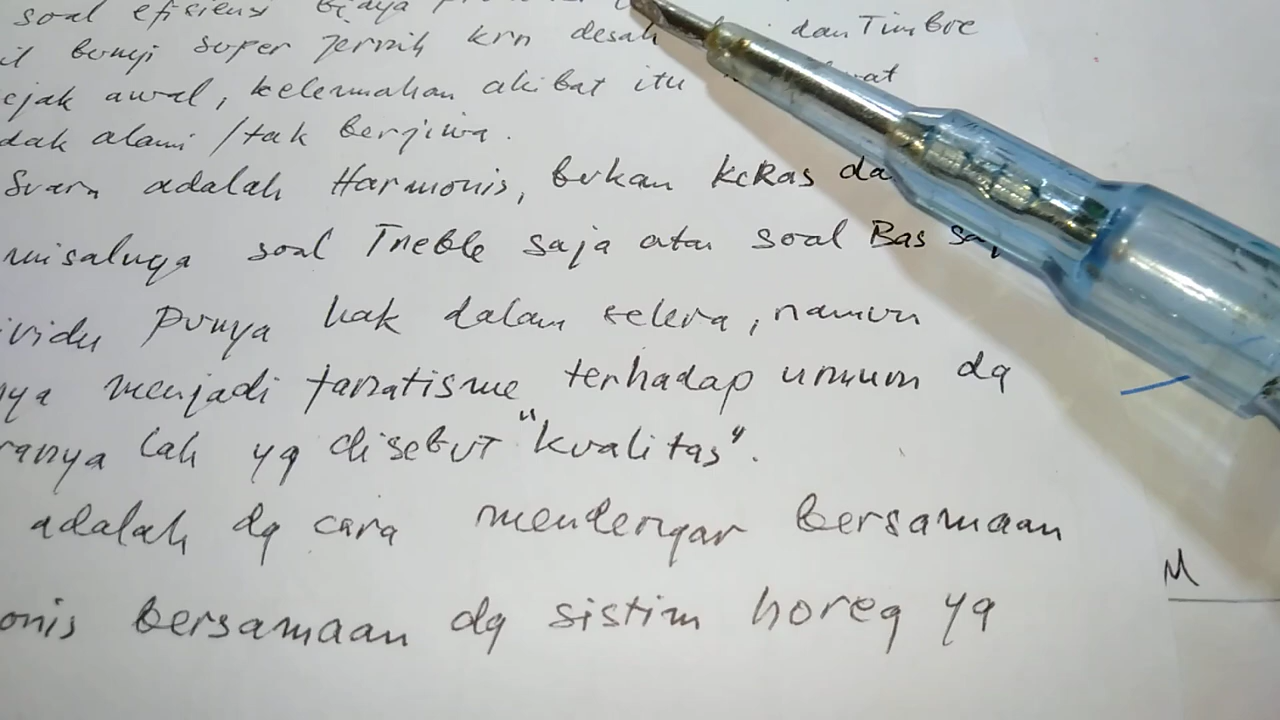 soal efisiensi biaya
bunyi super jernih krn desah dan Timbre
ejak awal, kelemahan akibat itu
dak alami / tak berjiwa.
Suara adalah Harmonis, bukan keras da
misalnya soal Treble saja atau soal Bas saj
ividu punya hak dalam selera, namun
nya menjadi fanatisme terhadap umum dg
ranya lah yg disebut "kualitas".
adalah dg cara mendengar bersamaan
onis bersamaan dg sistim horeg yg
M